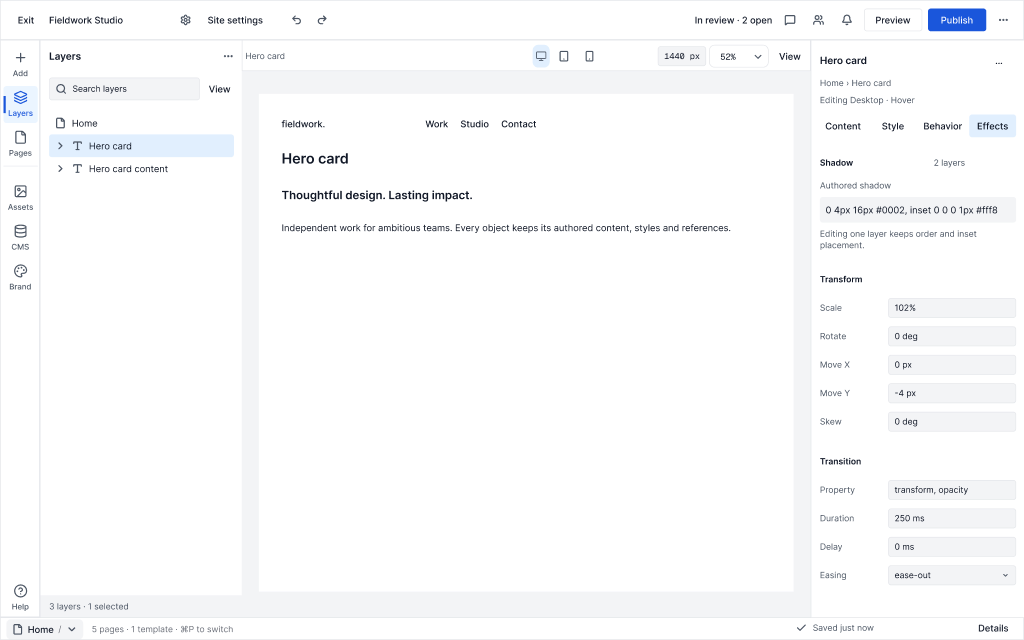 Exit Fieldwork Studio Site settings In review · 2 open Preview Publish
Add
Layers
Pages
Assets
CMS
Brand
Help
Layers
Search layers View
Home
Hero card
Hero card content
3 layers · 1 selected
Hero card 1440 px 52% View
fieldwork. Work Studio Contact
Hero card
Thoughtful design. Lasting impact.
Independent work for ambitious teams. Every object keeps its authored content, styles and references.
Hero card
Home › Hero card
Editing Desktop · Hover
Content Style Behavior Effects
Shadow 2 layers
Authored shadow
0 4px 16px #0002, inset 0 0 0 1px #fff8
Editing one layer keeps order and inset
placement.
Transform
Scale 102%
Rotate 0 deg
Move X 0 px
Move Y -4 px
Skew 0 deg
Transition
Property transform, opacity
Duration 250 ms
Delay 0 ms
Easing ease-out
Home / 5 pages · 1 template · ⌘P to switch Saved just now Details